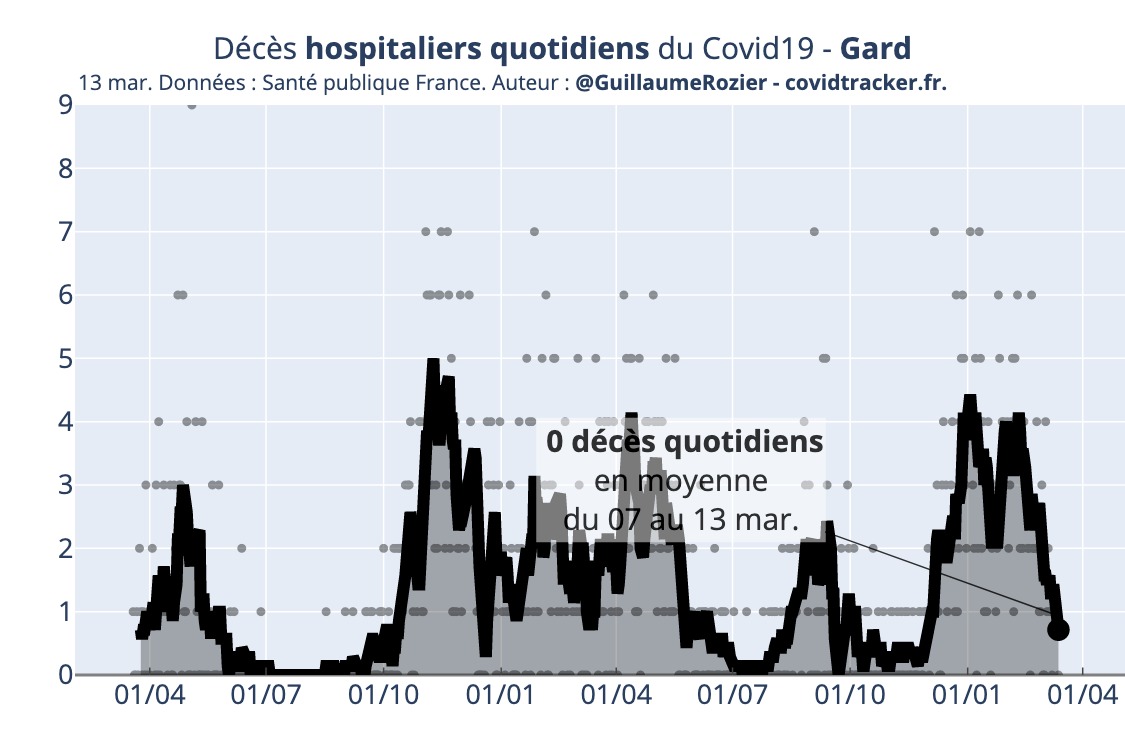 Décès hospitaliers quotidiens du Covid19 - Gard
13 mar. Données : Santé publique France. Auteur : @GuillaumeRozier - covidtracker.fr.
9
8
7
6
5
4
3
2
1
0
0 décès quotidiens
en moyenne
du 07 au 13 mar.
01/04 01/07 01/10 01/01 01/04 01/07 01/10 01/01 01/04